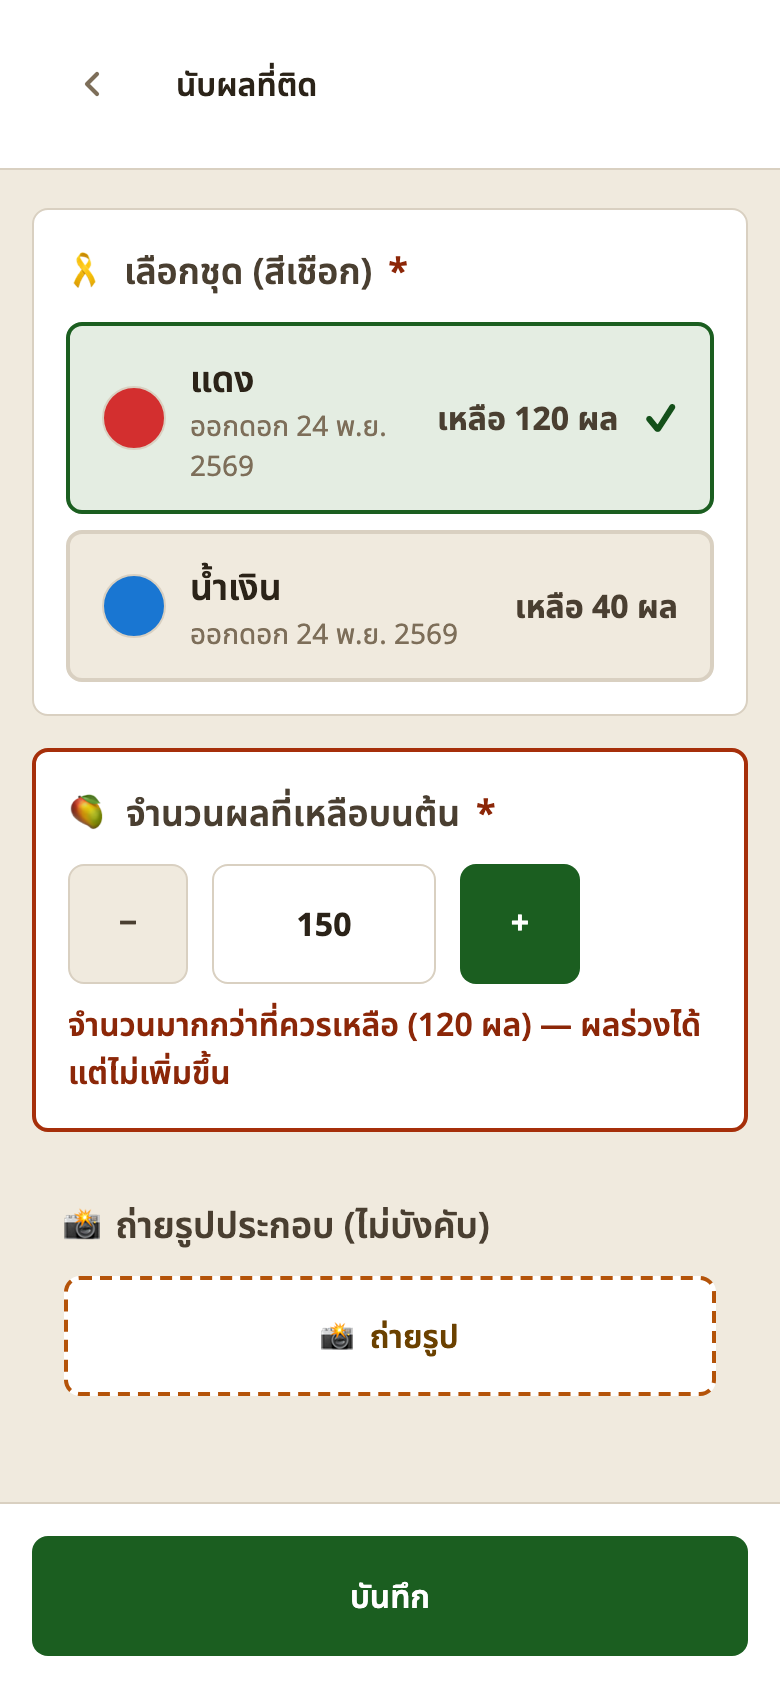 นับผลที่ติด
🎗️ เลือกชุด (สีเชือก) *
แดง
ออกดอก 24 พ.ย.
2569
เหลือ 120 ผล ✓
น้ำเงิน
ออกดอก 24 พ.ย. 2569
เหลือ 40 ผล
🥭 จำนวนผลที่เหลือบนต้น *
− 150 +
จำนวนมากกว่าที่ควรเหลือ (120 ผล) — ผลร่วงได้
แต่ไม่เพิ่มขึ้น
📸 ถ่ายรูปประกอบ (ไม่บังคับ)
📸 ถ่ายรูป
บันทึก